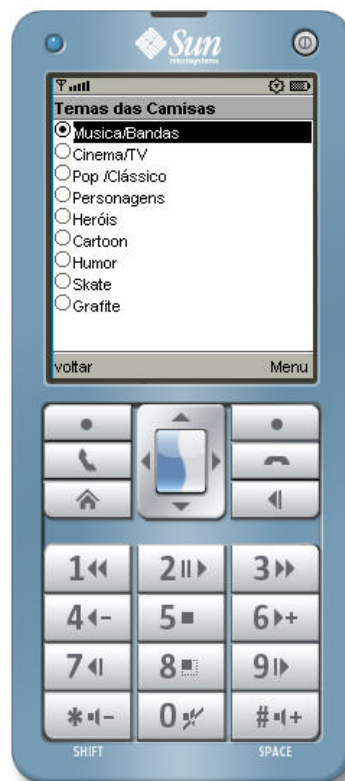 Sun
microsystems
Temas das Camisas
Musica/Bandas
Cinema/TV
Pop /Clássico
Personagens
Heróis
Cartoon
Humor
Skate
Grafite
voltar Menu
1 2 3
4 - 5 6 +
7 8 9
* - 0 # +
SHIFT SPACE